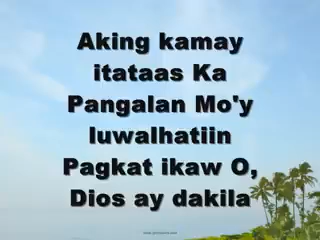 Aking kamay
itataas Ka
Pangalan Mo'y
luwalhatiin
Pagkat ikaw O,
Dios ay dakila